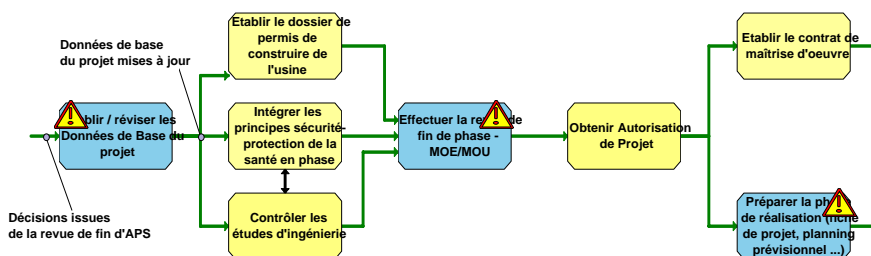 Etablir le dossier de
permis de
construire de
l'usine
Données de base
du projet mises à jour
Etablir le contrat de
maîtrise d'oeuvre
blir / réviser les
Données de Base du
projet
Intégrer les
principes sécurité-
protection de la
santé en phase
Effectuer la re de
fin de phase -
MOE/MOU
Obtenir Autorisation
de Projet
Décisions issues
de la revue de fin d'APS
Contrôler les
études d'ingénierie
Préparer la ph
de réalisation (fiche
de projet, planning
prévisionnel ...)